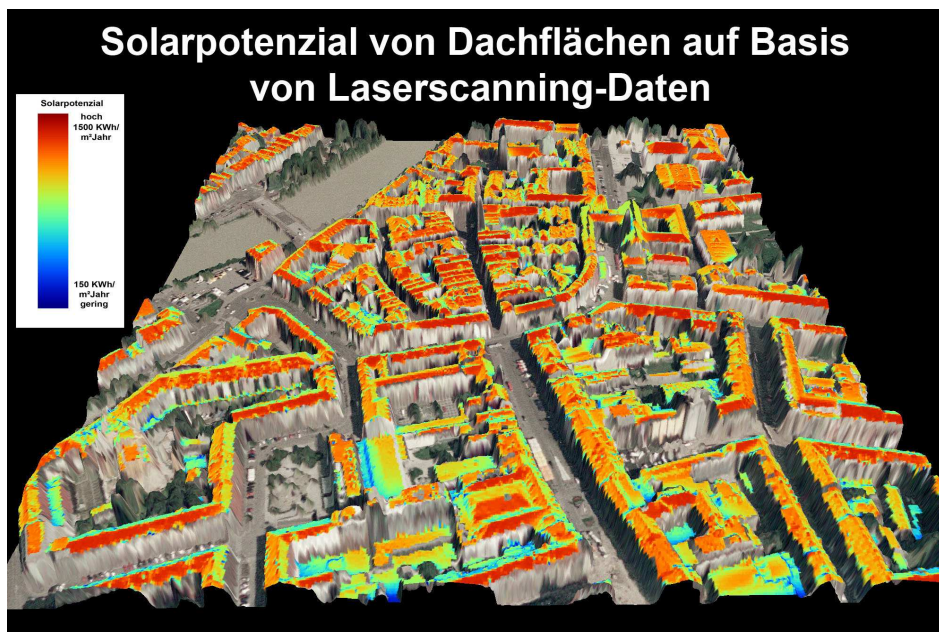 Solarpotenzial von Dachflächen auf Basis
von Laserscanning-Daten
Solarpotenzial
hoch
1500 KWh/
m²Jahr
150 KWh/
m²Jahr
gering